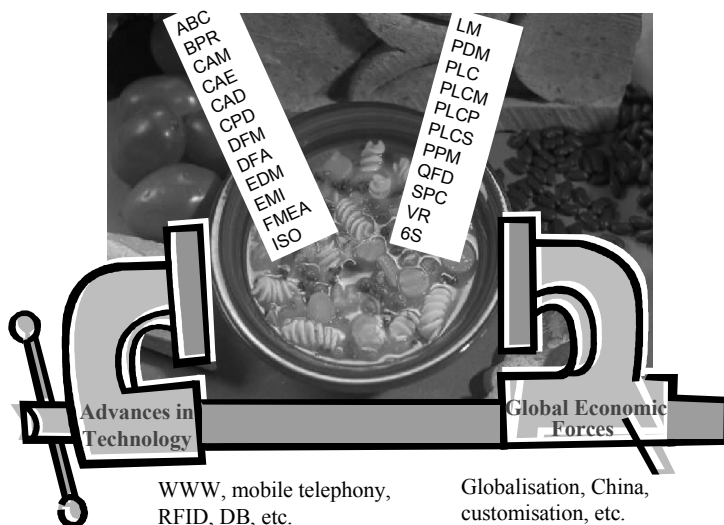 ABC
BPR
CAM
CAE
CAD
CPD
DFM
DFA
EDM
EMI
FMEA
ISO
LM
PDM
PLC
PLCM
PLCP
PLCS
PPM
QFD
SPC
VR
6S
Advances in
Technology
Global Economic
Forces
WWW, mobile telephony,
RFID, DB, etc.
Globalisation, China,
customisation, etc.